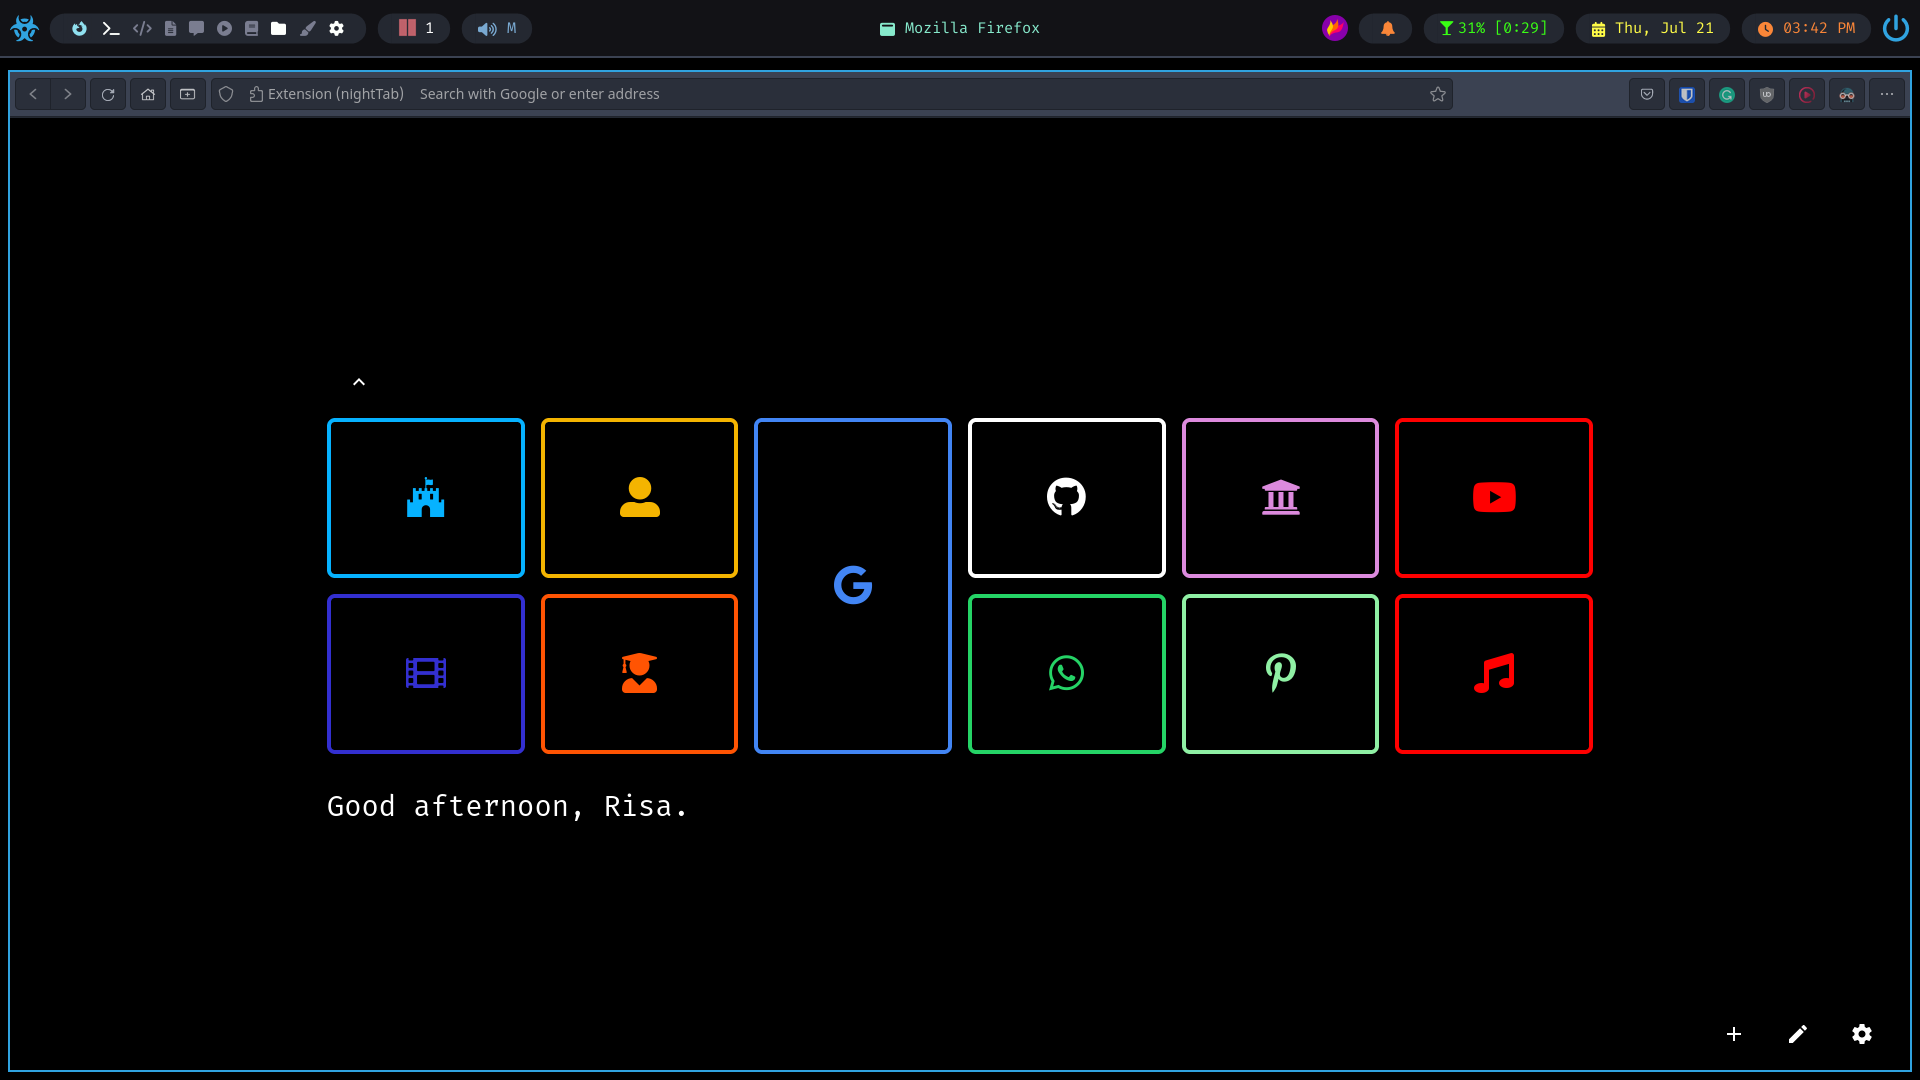 1
M
Mozilla Firefox
31% [0:29]
Thu, Jul 21
03:42 PM
Extension (nightTab)
Search with Google or enter address
Good afternoon, Risa.